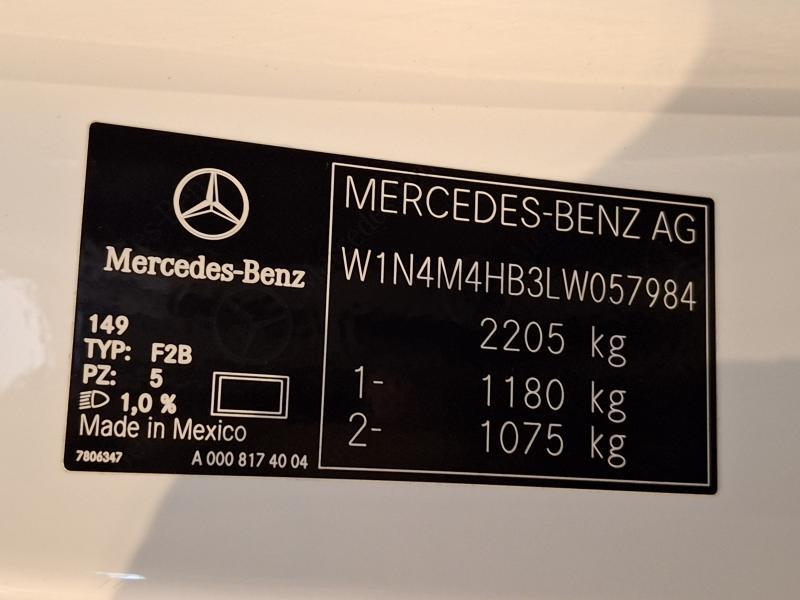 Mercedes-Benz
149
TYP: F2B
PZ: 5
1,0 %
Made in Mexico
7806347 A 000 817 40 04
MERCEDES-BENZ AG
W1N4M4HB3LW057984
2205 kg
1- 1180 kg
2- 1075 kg